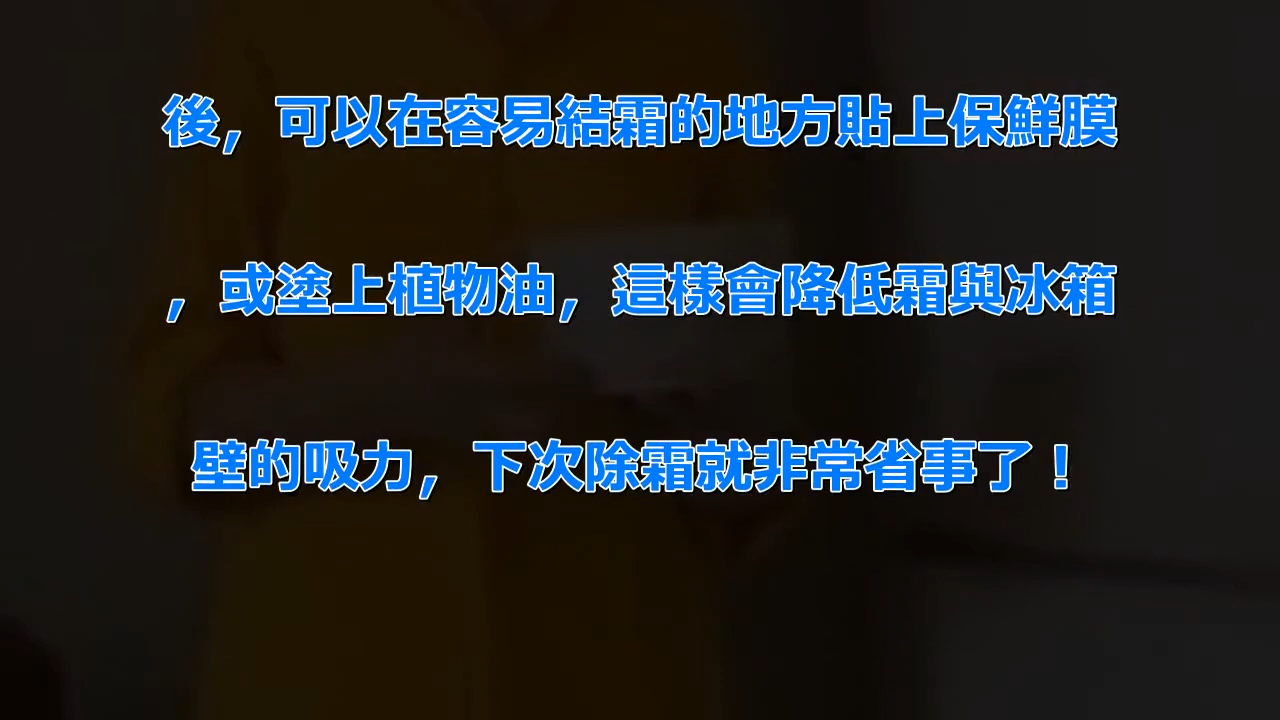 後，可以在容易結霜的地方貼上保鮮膜
，或塗上植物油，這樣會降低霜與冰箱
壁的吸力，下次除霜就非常省事了！